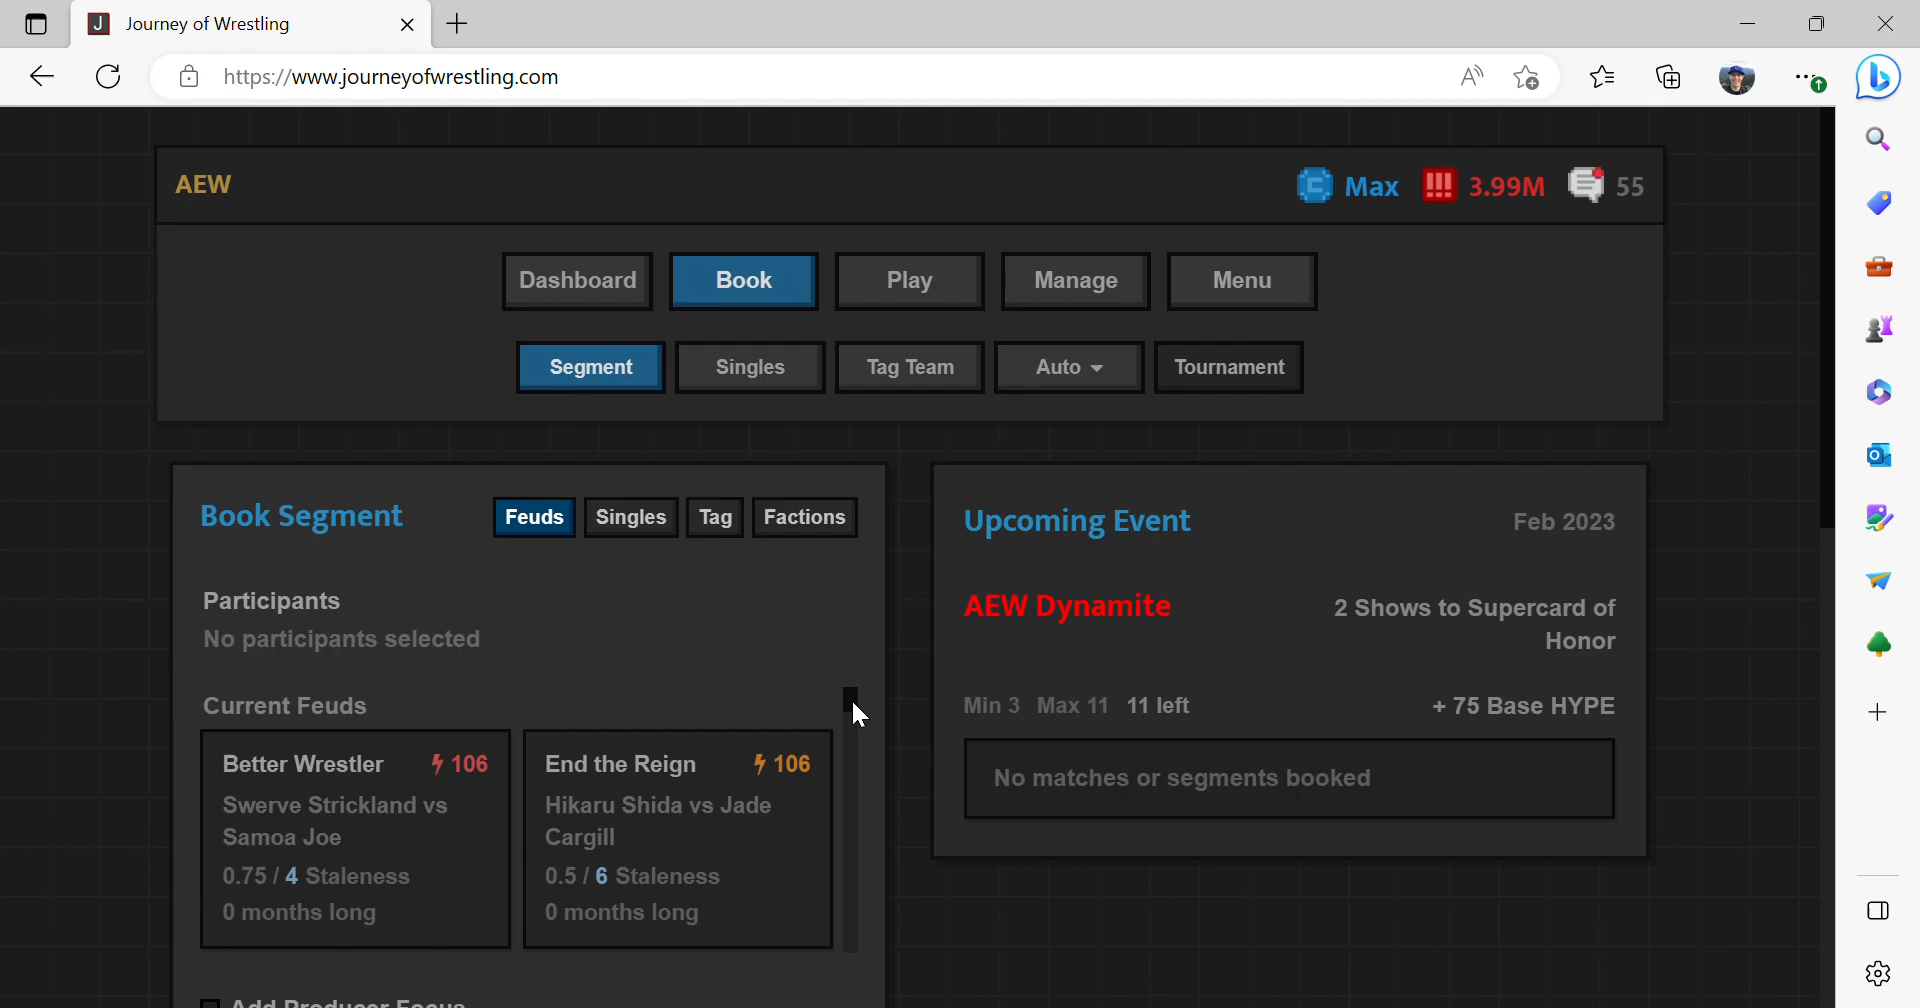 Journey of Wrestling
https://www.journeyofwrestling.com
AEW
Max 3.99M 55
Dashboard Book Play Manage Menu
Segment Singles Tag Team Auto Tournament
Book Segment
Feuds Singles Tag Factions
Participants
No participants selected
Current Feuds
Better Wrestler 106
Swerve Strickland vs
Samoa Joe
0.75 / 4 Staleness
0 months long
End the Reign 106
Hikaru Shida vs Jade
Cargill
0.5 / 6 Staleness
0 months long
Add Producer Focus
Upcoming Event Feb 2023
AEW Dynamite
2 Shows to Supercard of
Honor
Min 3 Max 11 11 left + 75 Base HYPE
No matches or segments booked